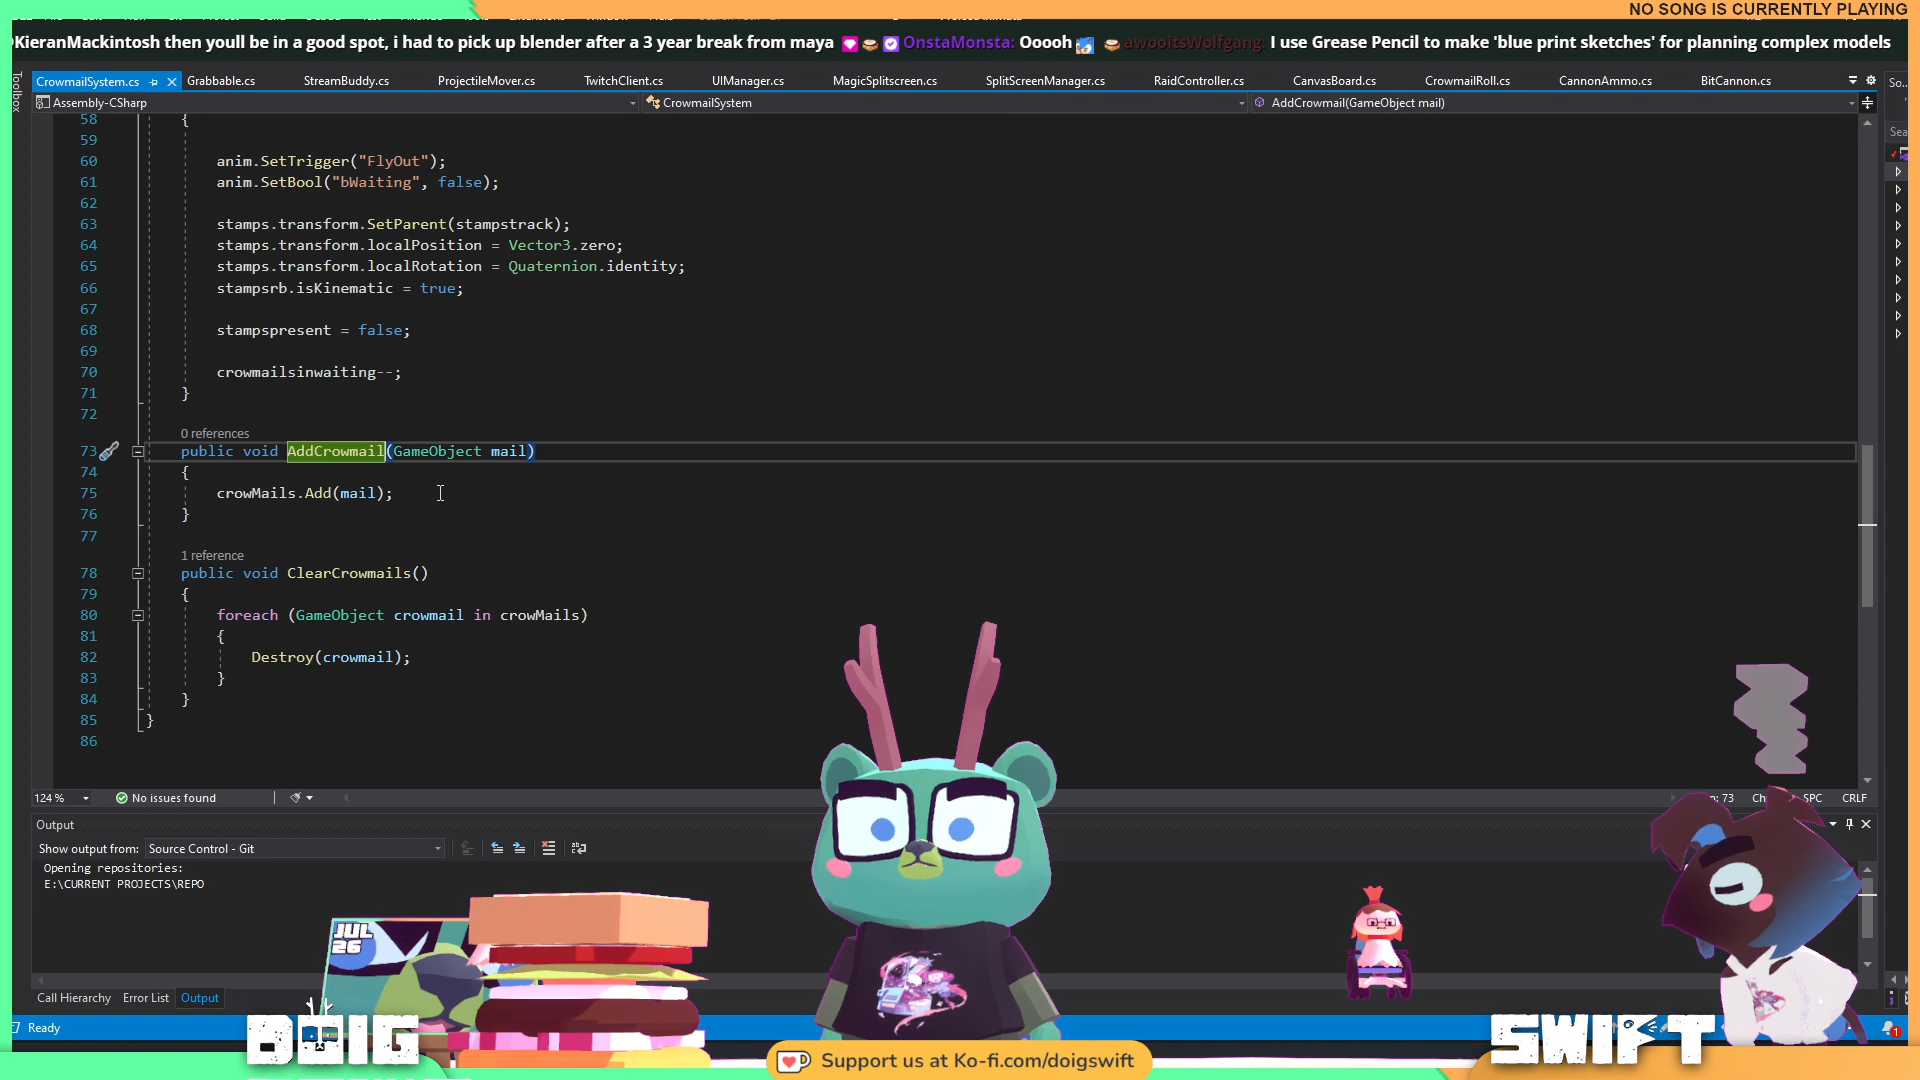 NO SONG IS CURRENTLY PLAYING
KieranMackintosh then youll be in a good spot, i had to pick up blender after a 3 year break from maya OnstaMonsta: Ooooh awooitsWolfgang: I use Grease Pencil to make 'blue print sketches' for planning complex models
Toolbox
CrowmailSystem.cs Grabbable.cs StreamBuddy.cs ProjectileMover.cs TwitchClient.cs UIManager.cs MagicSplitscreen.cs SplitScreenManager.cs RaidController.cs CanvasBoard.cs CrowmailRoll.cs CannonAmmo.cs BitCannon.cs So...
Assembly-CSharp CrowmailSystem AddCrowmail(GameObject mail)
Sea
58 {
59
60 anim.SetTrigger("FlyOut");
61 anim.SetBool("bWaiting", false);
62
63 stamps.transform.SetParent(stampstrack);
64 stamps.transform.localPosition = Vector3.zero;
65 stamps.transform.localRotation = Quaternion.identity;
66 stampsrb.isKinematic = true;
67
68 stampspresent = false;
69
70 crowmailsinwaiting--;
71 }
72
0 references
73 public void AddCrowmail(GameObject mail)
74 {
75 crowMails.Add(mail);
76 }
77
1 reference
78 public void ClearCrowmails()
79 {
80 foreach (GameObject crowmail in crowMails)
81 {
82 Destroy(crowmail);
83 }
84 }
85 }
86
124 % No issues found : 73 Ch SPC CRLF
Output
Show output from: Source Control - Git
Opening repositories:
E:\CURRENT PROJECTS\REPO
JUL
26
Call Hierarchy Error List Output
Ready
1
DOIG
SWIFT
Support us at Ko-fi.com/doigswift